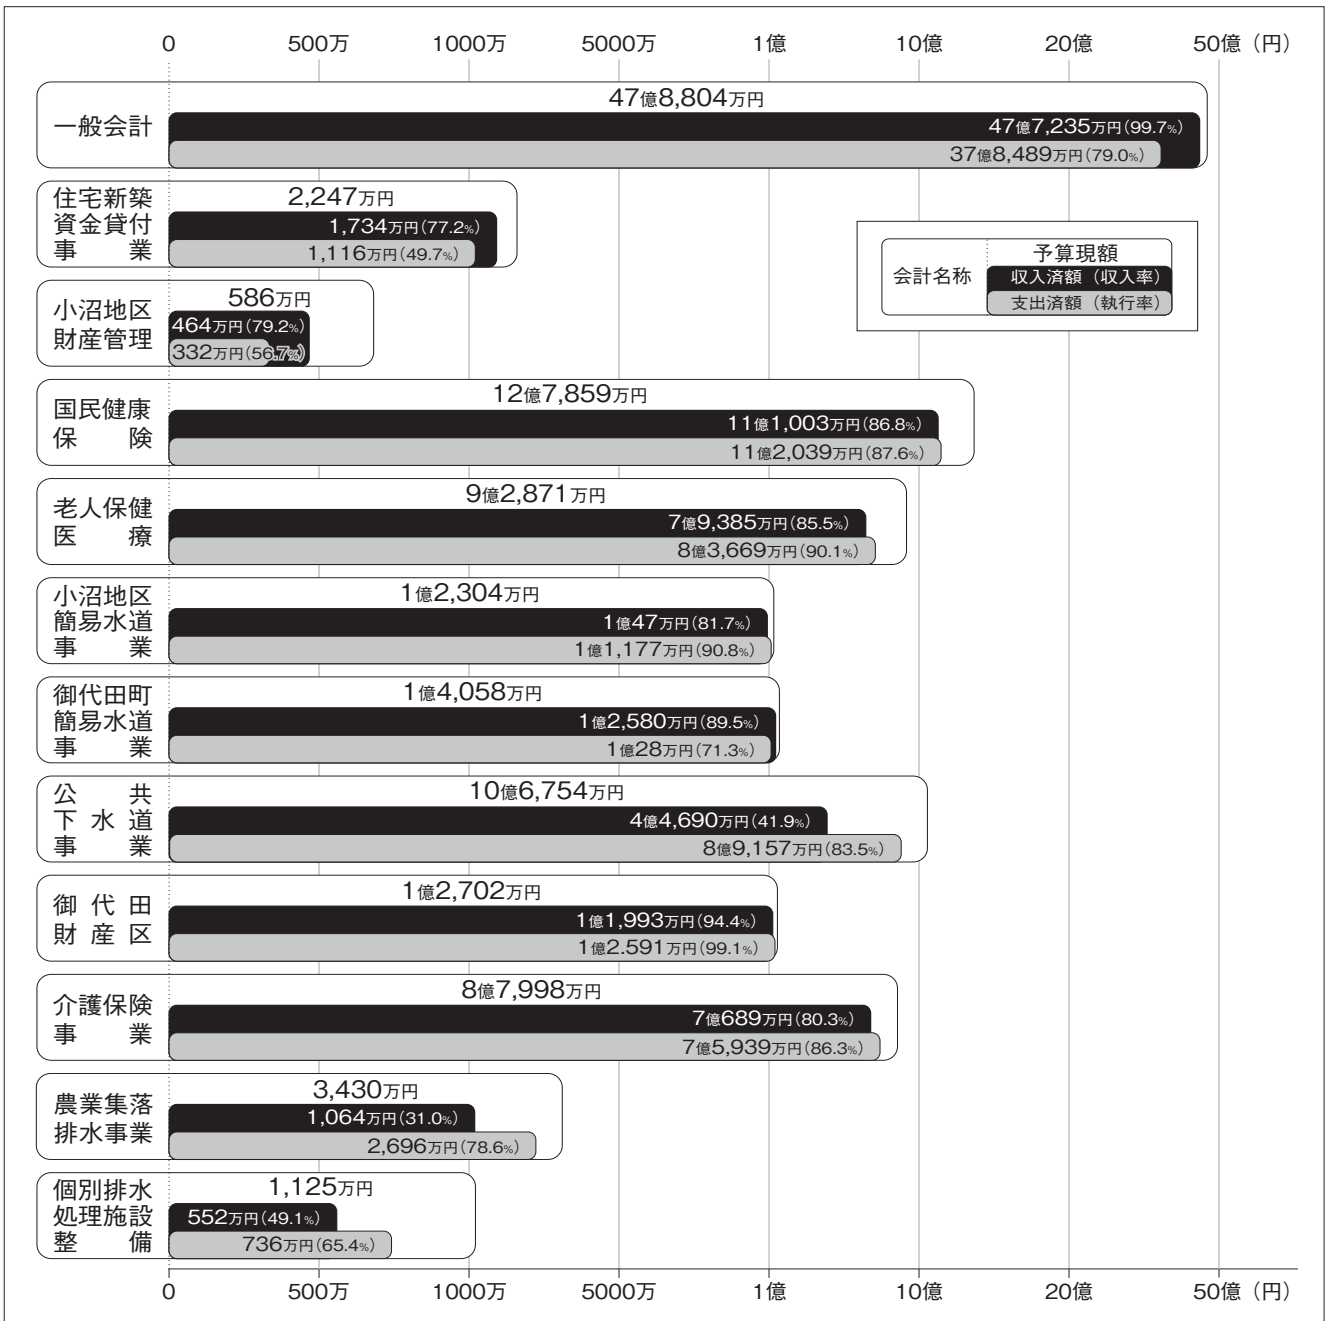 0 500万 1000万 5000万 1億 10億 20億 50億（円）
一般会計
47億8,804万円
47億7,235万円(99.7%)
37億8,489万円(79.0%)
住宅新築
資金貸付
事業
2,247万円
1,734万円(77.2%)
1,116万円(49.7%)
会計名称
予算現額
収入済額（収入率）
支出済額（執行率）
小沼地区
財産管理
586万円
464万円(79.2%)
332万円(56.7%)
国民健康
保険
12億7,859万円
11億1,003万円(86.8%)
11億2,039万円(87.6%)
老人保健
医療
9億2,871万円
7億9,385万円(85.5%)
8億3,669万円(90.1%)
小沼地区
簡易水道
事業
1億2,304万円
1億47万円(81.7%)
1億1,177万円(90.8%)
御代田町
簡易水道
事業
1億4,058万円
1億2,580万円(89.5%)
1億28万円(71.3%)
公共
下水道
事業
10億6,754万円
4億4,690万円(41.9%)
8億9,157万円(83.5%)
御代田
財産区
1億2,702万円
1億1,993万円(94.4%)
1億2.591万円(99.1%)
介護保険
事業
8億7,998万円
7億689万円(80.3%)
7億5,939万円(86.3%)
農業集落
排水事業
3,430万円
1,064万円(31.0%)
2,696万円(78.6%)
個別排水
処理施設
整備
1,125万円
552万円(49.1%)
736万円(65.4%)
0 500万 1000万 5000万 1億 10億 20億 50億（円）